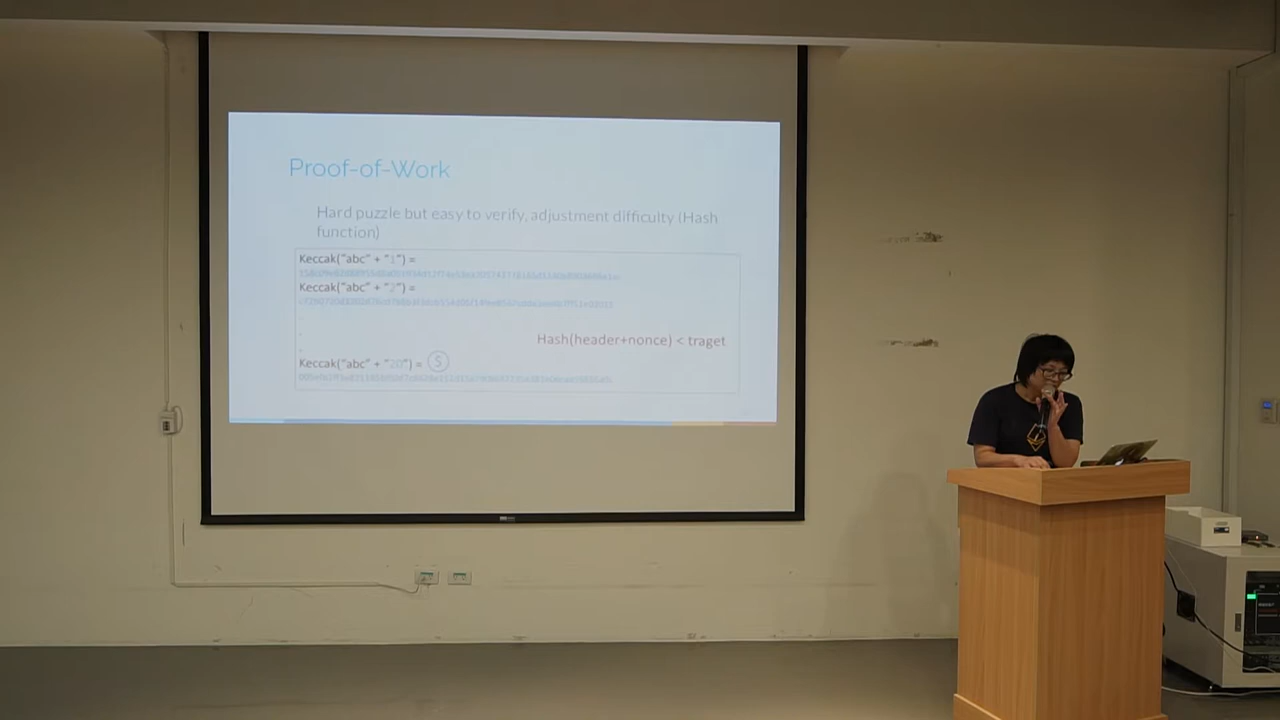 Proof-of-Work
Hard puzzle but easy to verify, adjustment difficulty (Hash
function)
Keccak("abc" + "1") =
Keccak("abc" + "2") =
.
.
Hash(header+nonce) < traget
Keccak("abc" + "20") = $